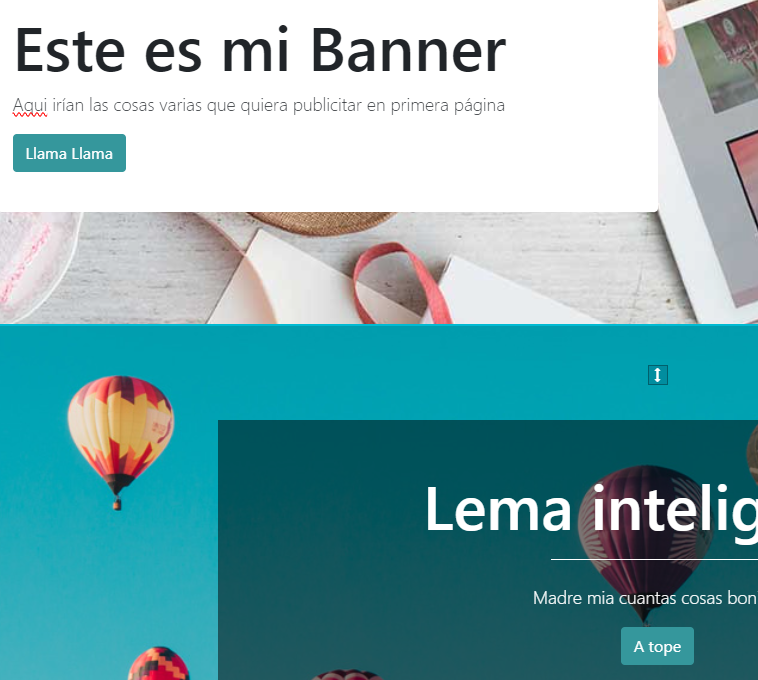 Este es mi Banner
Aqui irían las cosas varias que quiera publicitar en primera página
Llama Llama
Lema intelig
Madre mia cuantas cosas bon
A tope